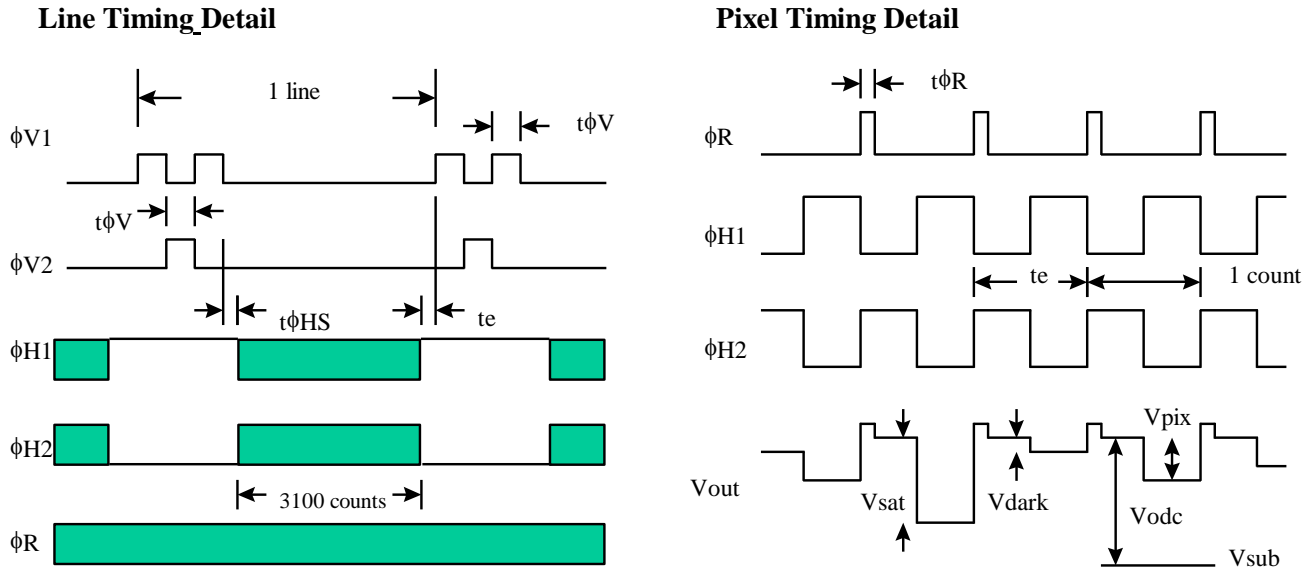 Line Timing Detail
1 line
tϕV
ϕV1
tϕV
ϕV2
tϕHS
te
ϕH1
ϕH2
3100 counts
ϕR
Pixel Timing Detail
tϕR
ϕR
ϕH1
te
1 count
ϕH2
Vpix
Vout
Vsat
Vdark
Vodc
Vsub